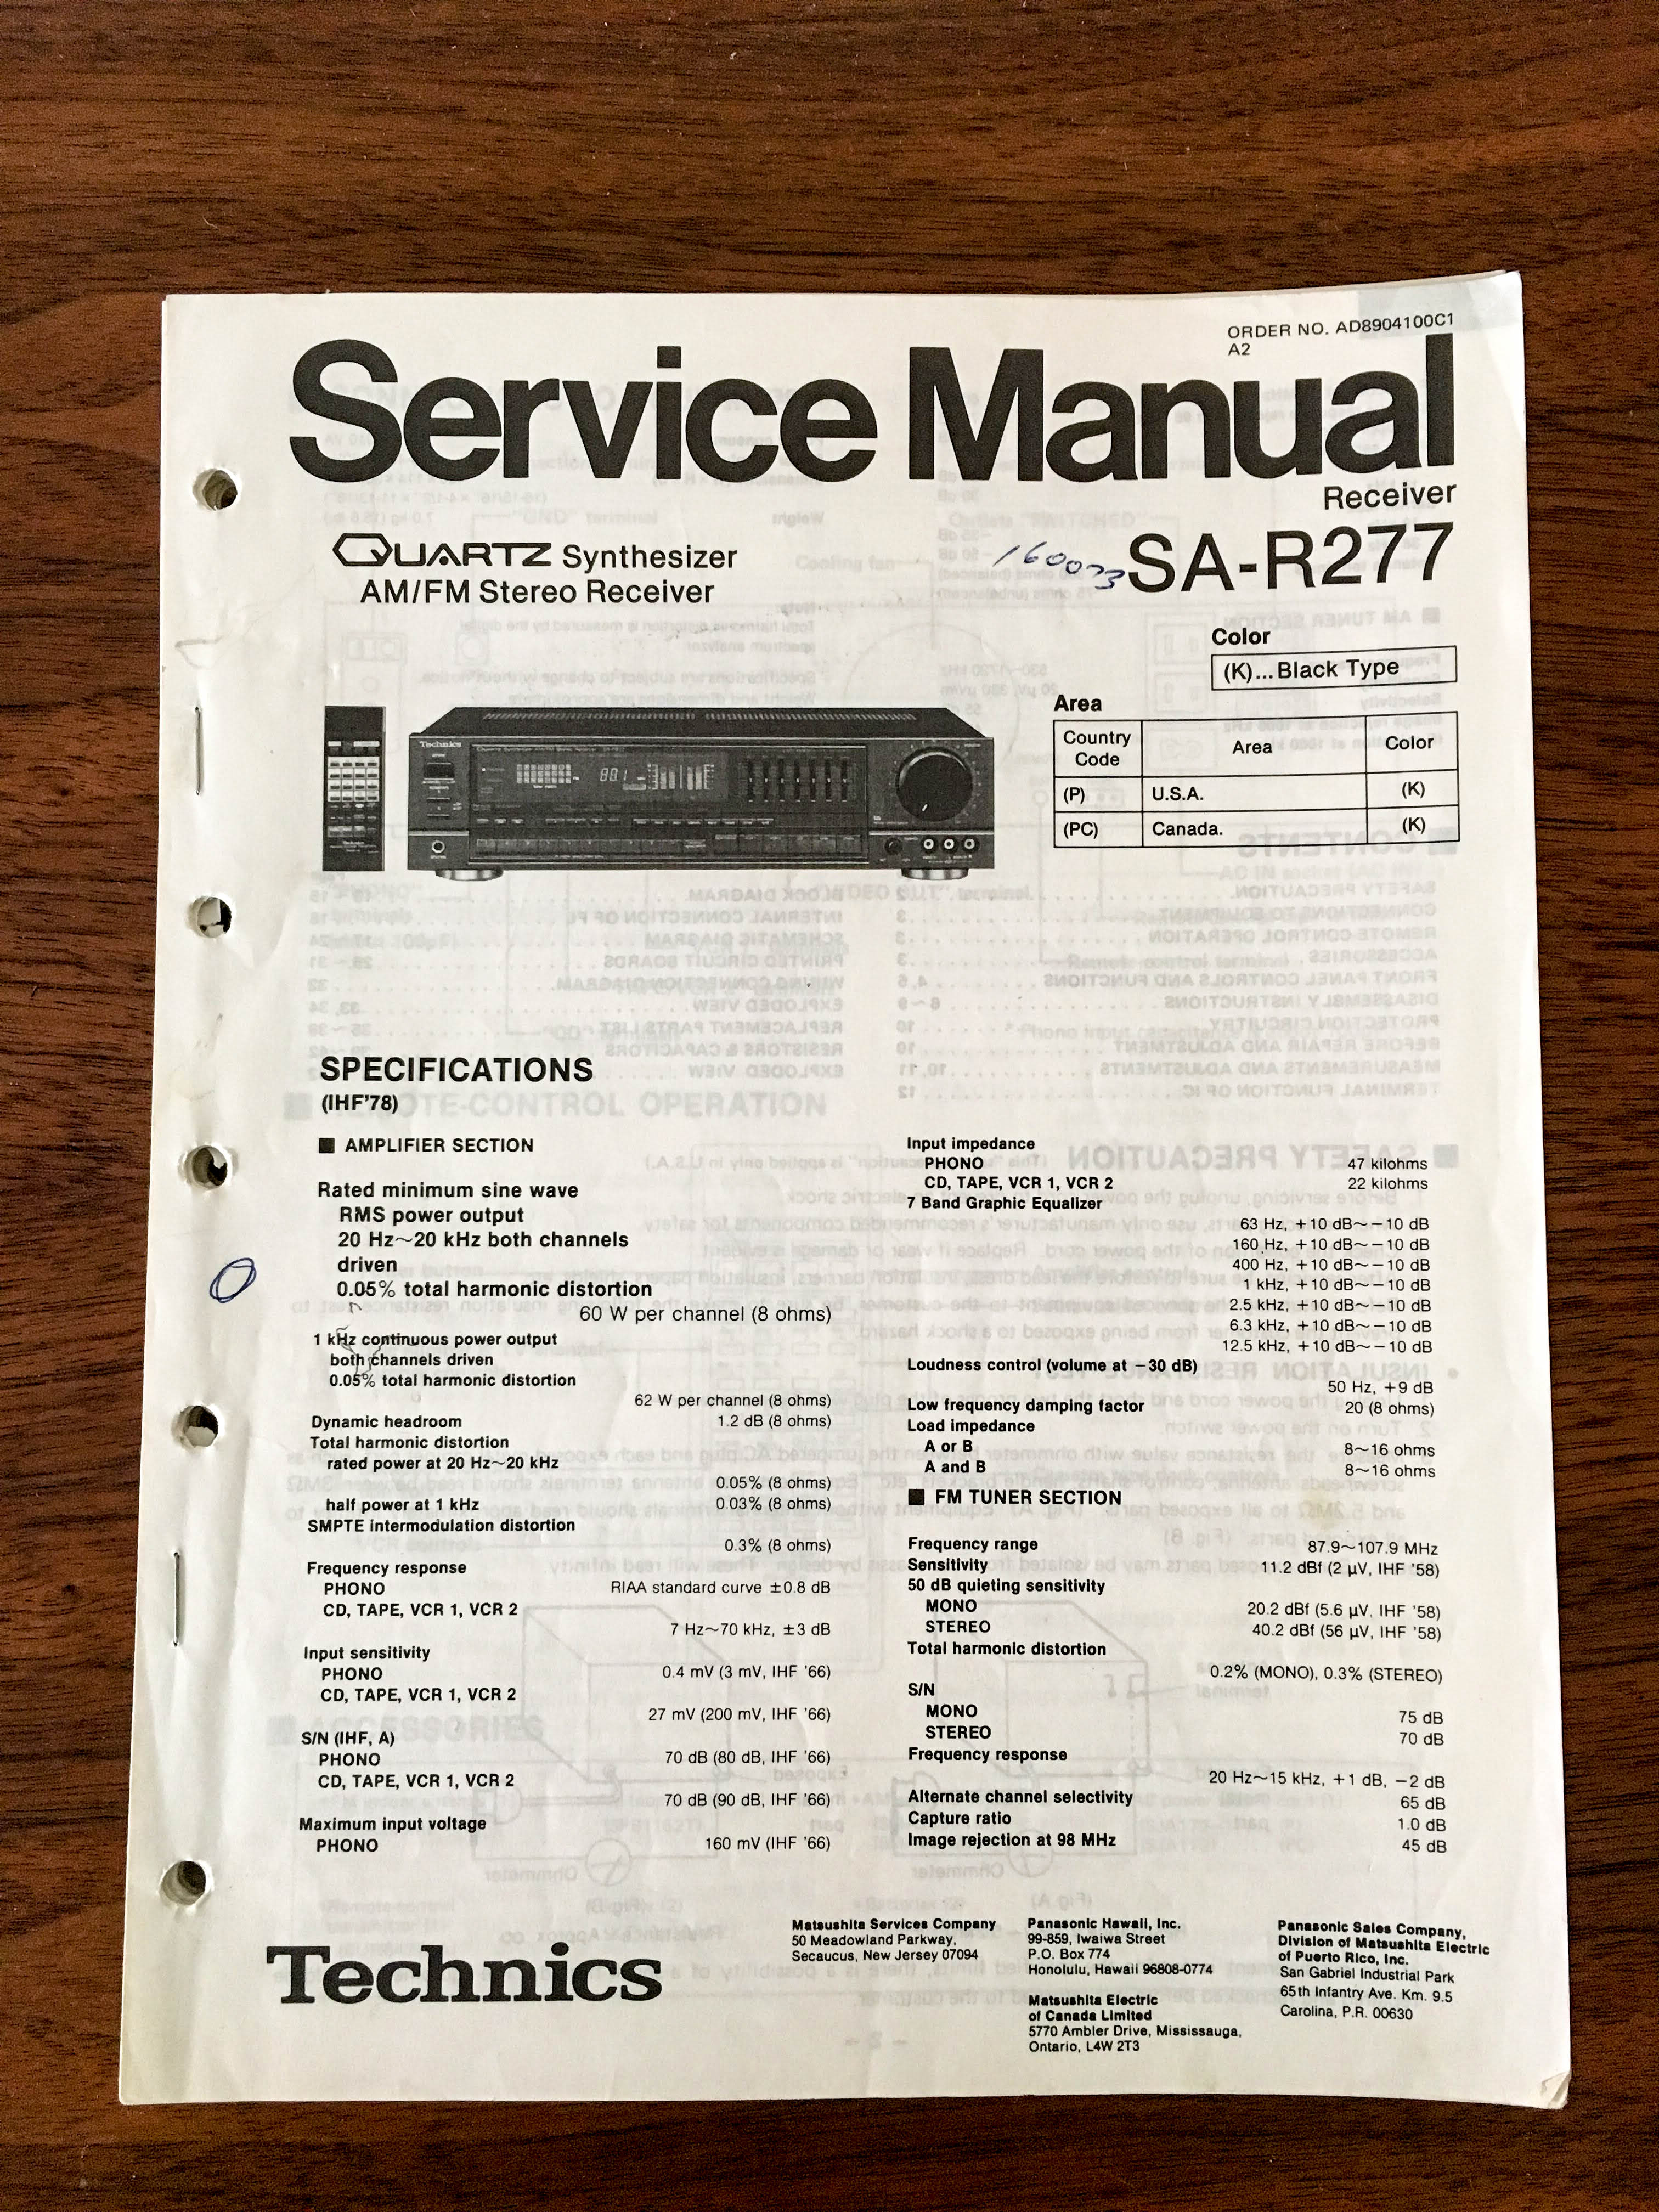 ORDER NO. AD8904100C1
A2
Service Manual
Receiver
QUARTZ Synthesizer
AM/FM Stereo Receiver
160073
SA-R277
Color
(K)...Black Type
Area
Country Code Area Color
(P) U.S.A. (K)
(PC) Canada. (K)
Technics
SPECIFICATIONS
(IHF'78)
■ AMPLIFIER SECTION
Rated minimum sine wave
RMS power output
20 Hz~20 kHz both channels
driven
0.05% total harmonic distortion
60 W per channel (8 ohms)
1 kHz continuous power output
both channels driven
0.05% total harmonic distortion
62 W per channel (8 ohms)
Dynamic headroom 1.2 dB (8 ohms)
Total harmonic distortion
rated power at 20 Hz~20 kHz
0.05% (8 ohms)
half power at 1 kHz 0.03% (8 ohms)
SMPTE intermodulation distortion
0.3% (8 ohms)
Frequency response
PHONO RIAA standard curve ±0.8 dB
CD, TAPE, VCR 1, VCR 2
7 Hz~70 kHz, ±3 dB
Input sensitivity
PHONO 0.4 mV (3 mV, IHF '66)
CD, TAPE, VCR 1, VCR 2
27 mV (200 mV, IHF '66)
S/N (IHF, A)
PHONO 70 dB (80 dB, IHF '66)
CD, TAPE, VCR 1, VCR 2
70 dB (90 dB, IHF '66)
Maximum input voltage
PHONO 160 mV (IHF '66)
Input impedance
PHONO 47 kilohms
CD, TAPE, VCR 1, VCR 2 22 kilohms
7 Band Graphic Equalizer
63 Hz, +10 dB~−10 dB
160 Hz, +10 dB~−10 dB
400 Hz, +10 dB~−10 dB
1 kHz, +10 dB~−10 dB
2.5 kHz, +10 dB~−10 dB
6.3 kHz, +10 dB~−10 dB
12.5 kHz, +10 dB~−10 dB
Loudness control (volume at −30 dB)
50 Hz, +9 dB
Low frequency damping factor 20 (8 ohms)
Load impedance
A or B 8~16 ohms
A and B 8~16 ohms
■ FM TUNER SECTION
Frequency range 87.9~107.9 MHz
Sensitivity 11.2 dBf (2 µV, IHF '58)
50 dB quieting sensitivity
MONO 20.2 dBf (5.6 µV, IHF '58)
STEREO 40.2 dBf (56 µV, IHF '58)
Total harmonic distortion
0.2% (MONO), 0.3% (STEREO)
S/N
MONO 75 dB
STEREO 70 dB
Frequency response
20 Hz~15 kHz, +1 dB, −2 dB
Alternate channel selectivity 65 dB
Capture ratio 1.0 dB
Image rejection at 98 MHz 45 dB
Technics
Matsushita Services Company
50 Meadowland Parkway,
Secaucus, New Jersey 07094
Panasonic Hawaii, Inc.
99-859, Iwaiwa Street
P.O. Box 774
Honolulu, Hawaii 96808-0774
Matsushita Electric
of Canada Limited
5770 Ambler Drive, Mississauga,
Ontario, L4W 2T3
Panasonic Sales Company,
Division of Matsushita Electric
of Puerto Rico, Inc.
San Gabriel Industrial Park
65th Infantry Ave. Km. 9.5
Carolina, P.R. 00630